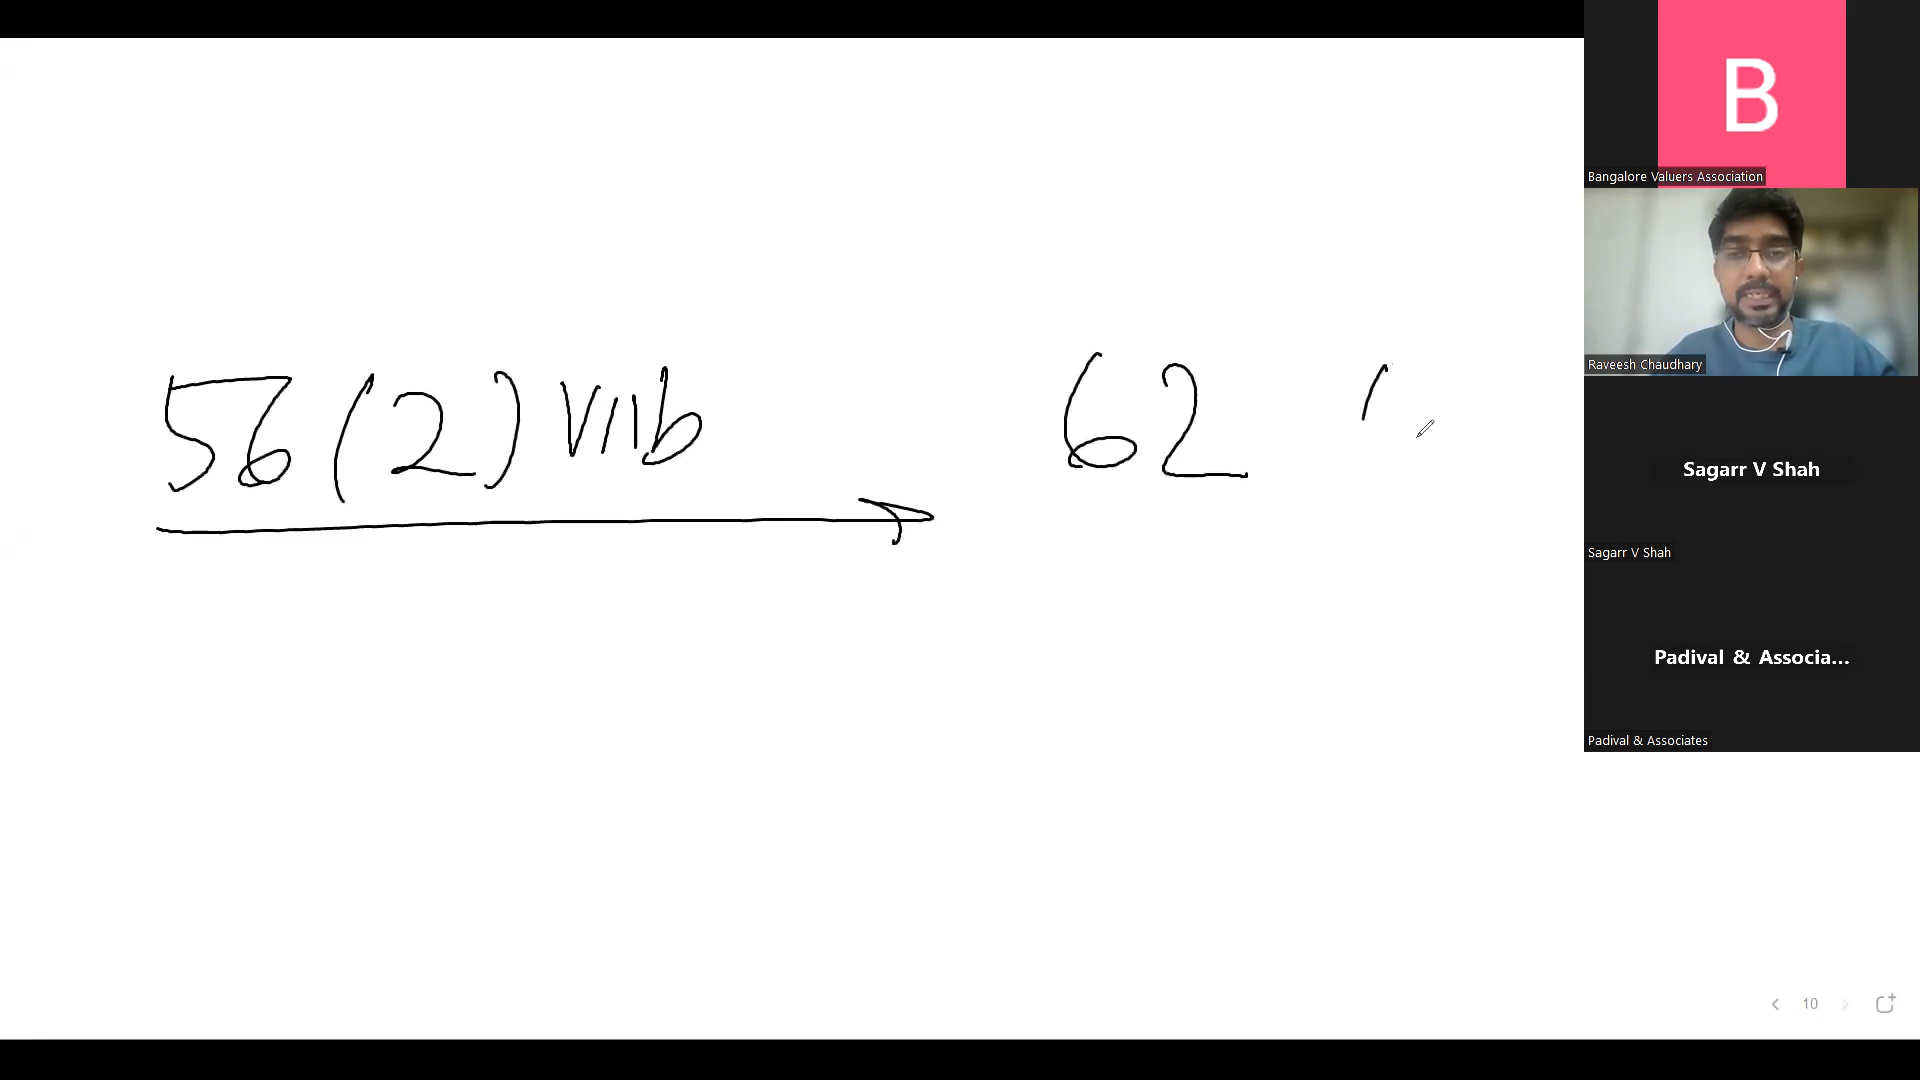 56 (2) VIIb 62 (
B
Bangalore Valuers Association
Raveesh Chaudhary
Sagarr V Shah
Sagarr V Shah
Padival & Associa...
Padival & Associates
10